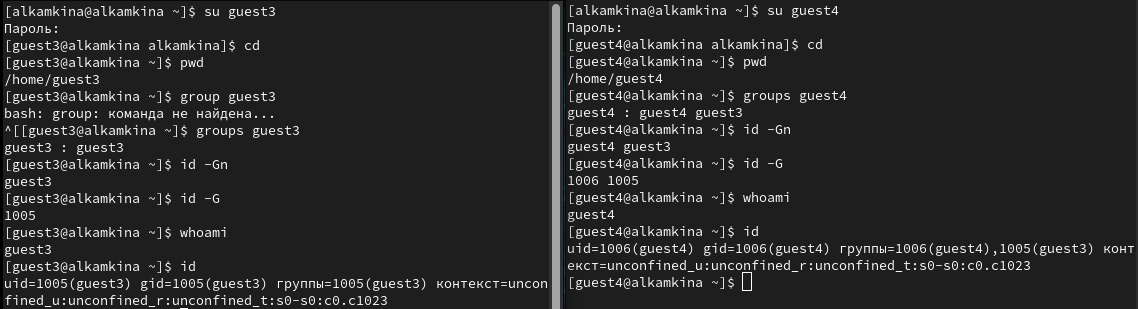 [alkamkina@alkamkina ~]$ su guest3
Пароль:
[guest3@alkamkina alkamkina]$ cd
[guest3@alkamkina ~]$ pwd
/home/guest3
[guest3@alkamkina ~]$ group guest3
bash: group: команда не найдена...
^[[guest3@alkamkina ~]$ groups guest3
guest3 : guest3
[guest3@alkamkina ~]$ id -Gn
guest3
[guest3@alkamkina ~]$ id -G
1005
[guest3@alkamkina ~]$ whoami
guest3
[guest3@alkamkina ~]$ id
uid=1005(guest3) gid=1005(guest3) группы=1005(guest3) контекст=uncon
fined_u:unconfined_r:unconfined_t:s0-s0:c0.c1023
[alkamkina@alkamkina ~]$ su guest4
Пароль:
[guest4@alkamkina alkamkina]$ cd
[guest4@alkamkina ~]$ pwd
/home/guest4
[guest4@alkamkina ~]$ groups guest4
guest4 : guest4 guest3
[guest4@alkamkina ~]$ id -Gn
guest4 guest3
[guest4@alkamkina ~]$ id -G
1006 1005
[guest4@alkamkina ~]$ whoami
guest4
[guest4@alkamkina ~]$ id
uid=1006(guest4) gid=1006(guest4) группы=1006(guest4),1005(guest3) конт
екст=unconfined_u:unconfined_r:unconfined_t:s0-s0:c0.c1023
[guest4@alkamkina ~]$